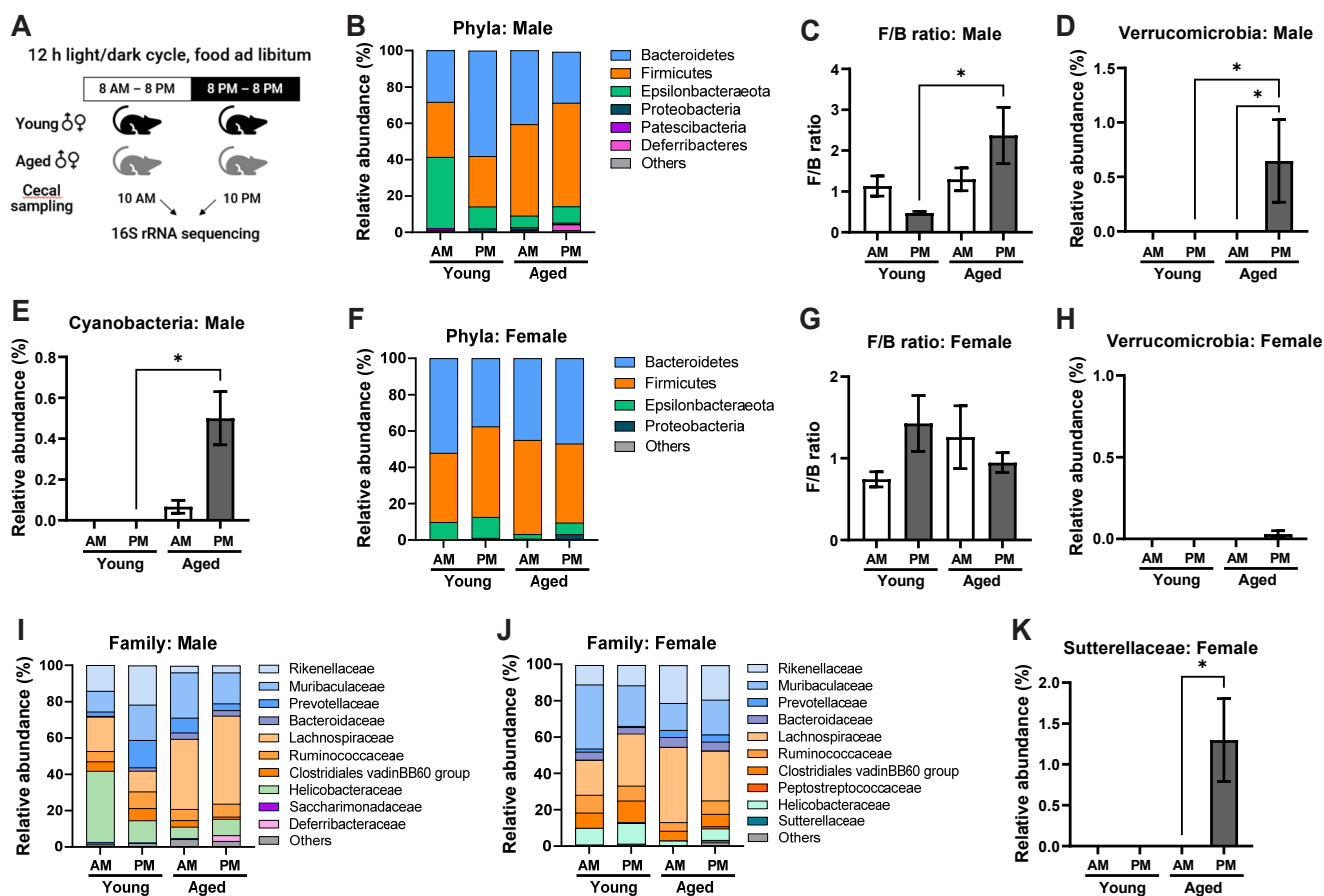 A
12 h light/dark cycle, food ad libitum
8 AM – 8 PM
8 PM – 8 PM
Young ♂♀
Aged ♂♀
Cecal
sampling
10 AM
10 PM
16S rRNA sequencing
B
Phyla: Male
Relative abundance (%)
100
80
60
40
20
0
AM
PM
AM
PM
Young
Aged
Bacteroidetes
Firmicutes
Epsilonbacteraeota
Proteobacteria
Patescibacteria
Deferribacteres
Others
C
F/B ratio: Male
F/B ratio
4
3
2
1
0
*
AM
PM
AM
PM
Young
Aged
D
Verrucomicrobia: Male
Relative abundance (%)
1.5
1.0
0.5
0.0
*
*
AM
PM
AM
PM
Young
Aged
E
Cyanobacteria: Male
Relative abundance (%)
0.8
0.6
0.4
0.2
0.0
*
AM
PM
AM
PM
Young
Aged
F
Phyla: Female
Relative abundance (%)
100
80
60
40
20
0
AM
PM
AM
PM
Young
Aged
Bacteroidetes
Firmicutes
Epsilonbacteraeota
Proteobacteria
Others
G
F/B ratio: Female
F/B ratio
2
1
0
AM
PM
AM
PM
Young
Aged
H
Verrucomicrobia: Female
Relative abundance (%)
1.0
0.5
0.0
AM
PM
AM
PM
Young
Aged
I
Family: Male
Relative abundance (%)
100
80
60
40
20
0
AM
PM
AM
PM
Young
Aged
Rikenellaceae
Muribaculaceae
Prevotellaceae
Bacteroidaceae
Lachnospiraceae
Ruminococcaceae
Clostridiales vadinBB60 group
Helicobacteraceae
Saccharimonadaceae
Deferribacteraceae
Others
J
Family: Female
Relative abundance (%)
100
80
60
40
20
0
AM
PM
AM
PM
Young
Aged
Rikenellaceae
Muribaculaceae
Prevotellaceae
Bacteroidaceae
Lachnospiraceae
Ruminococcaceae
Clostridiales vadinBB60 group
Peptostreptococcaceae
Helicobacteraceae
Sutterellaceae
Others
K
Sutterellaceae: Female
Relative abundance (%)
2.0
1.5
1.0
0.5
0.0
*
AM
PM
AM
PM
Young
Aged